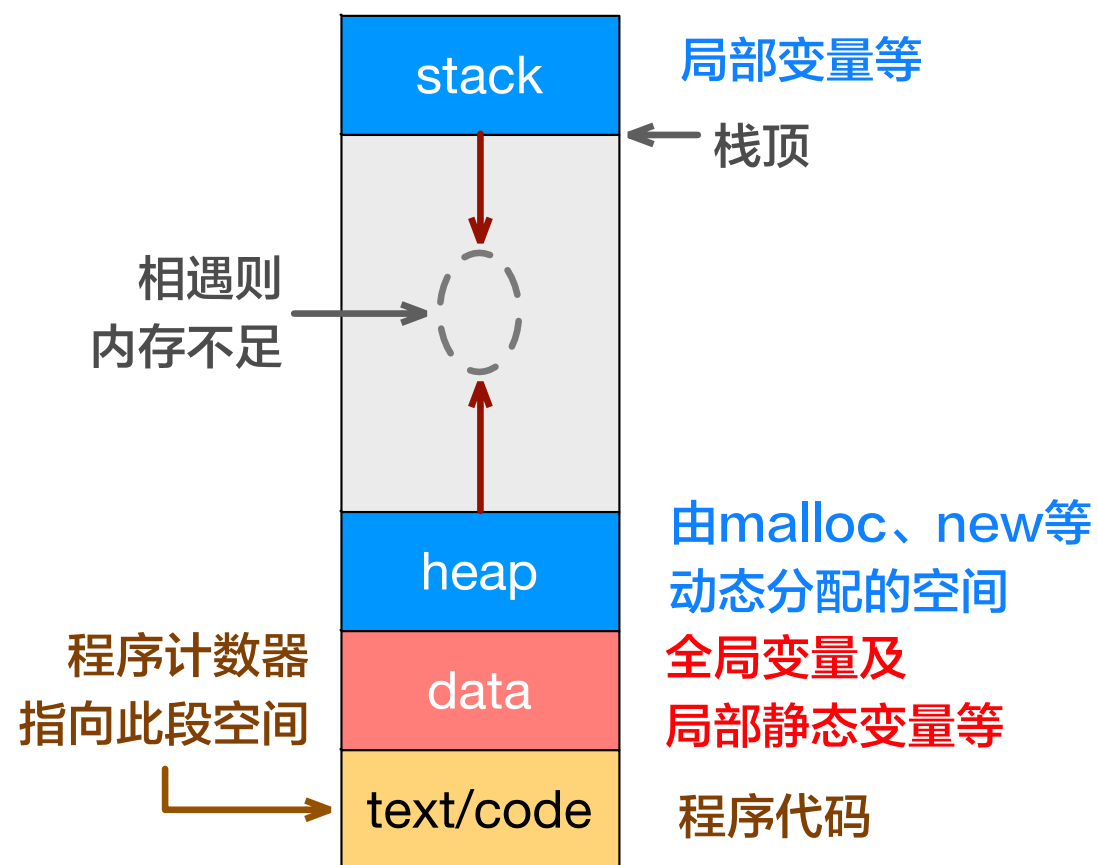 stack
局部变量等
栈顶
相遇则
内存不足
由malloc、new等
heap
动态分配的空间
程序计数器
全局变量及
指向此段空间
data
局部静态变量等
text/code
程序代码